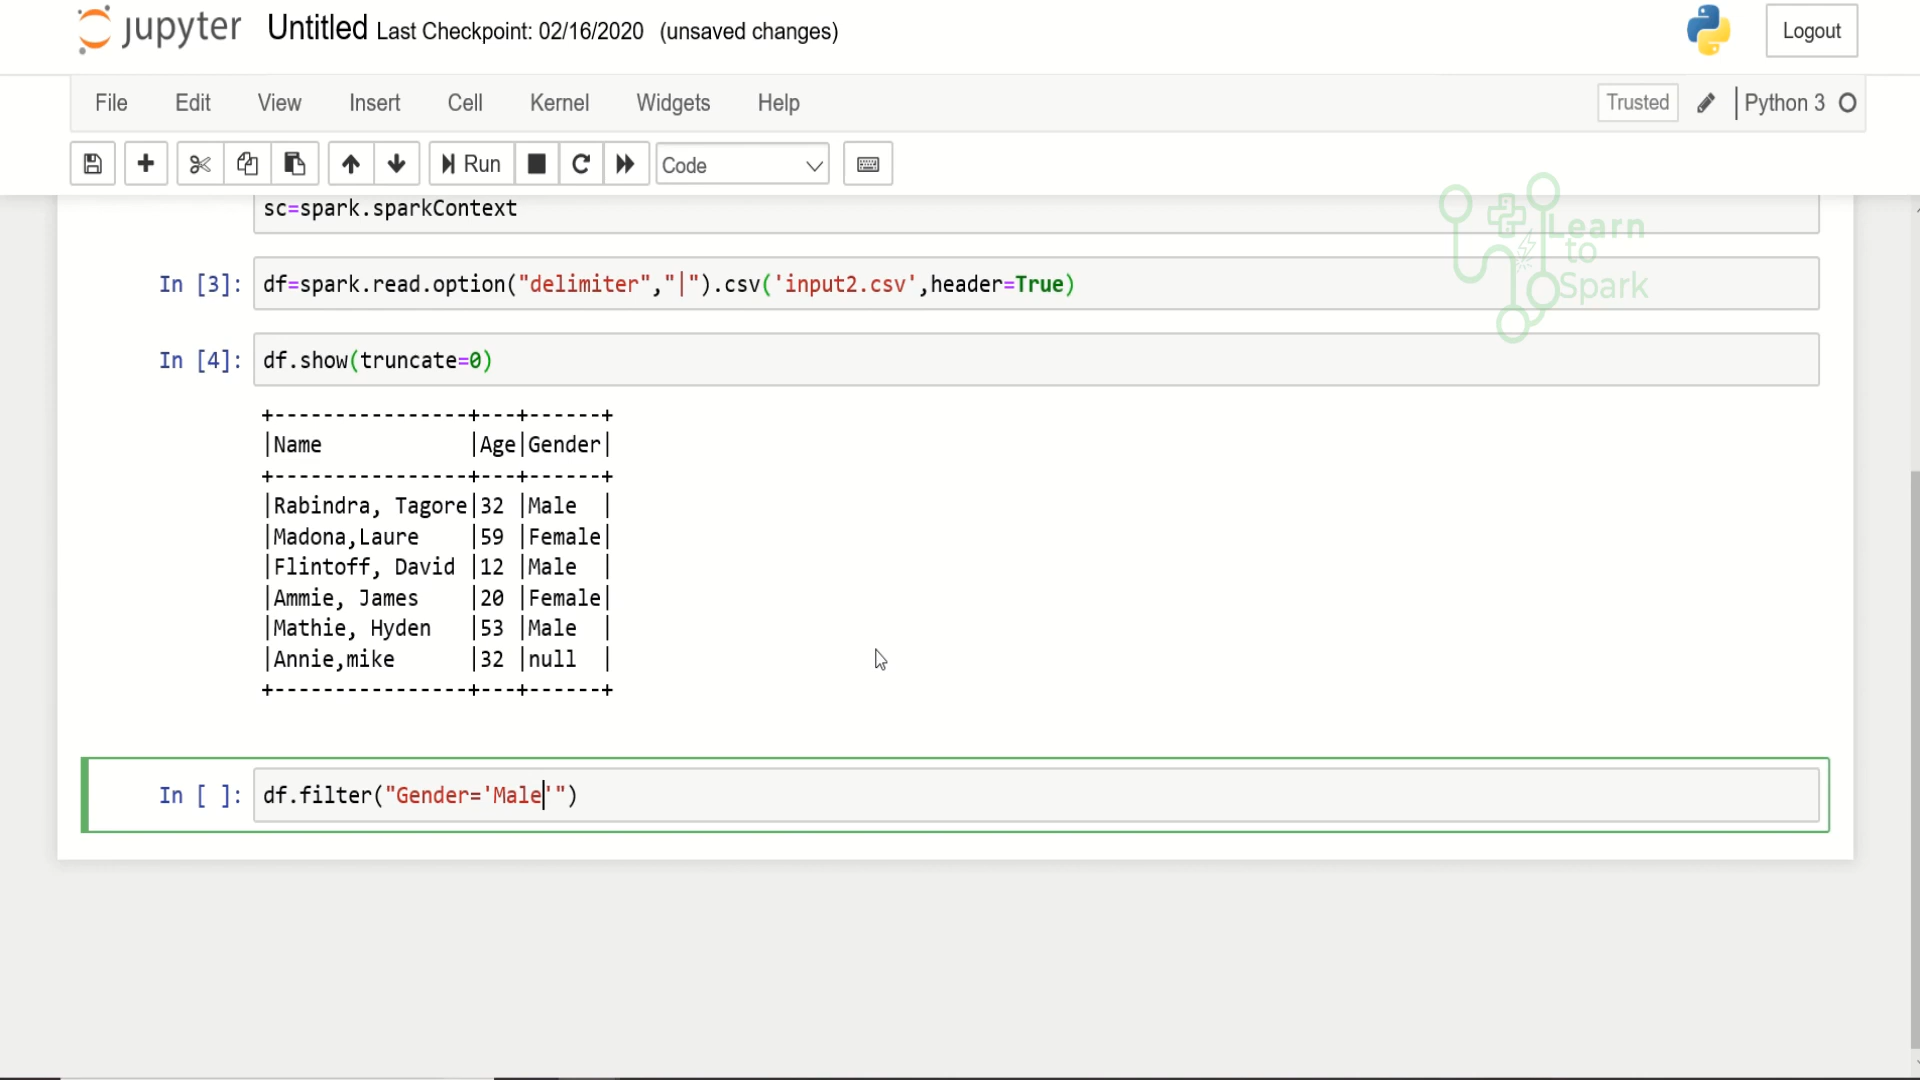 jupyter Untitled Last Checkpoint: 02/16/2020 (unsaved changes) Logout
File Edit View Insert Cell Kernel Widgets Help Trusted Python 3
Run Code
sc=spark.sparkContext
Learn
to
Spark
In [3]: df=spark.read.option("delimiter","|").csv('input2.csv',header=True)
In [4]: df.show(truncate=0)
+----------------+---+------+
|Name            |Age|Gender|
+----------------+---+------+
|Rabindra, Tagore|32 |Male  |
|Madona,Laure    |59 |Female|
|Flintoff, David |12 |Male  |
|Ammie, James    |20 |Female|
|Mathie, Hyden   |53 |Male  |
|Annie,mike      |32 |null  |
+----------------+---+------+
In [ ]: df.filter("Gender='Male'")